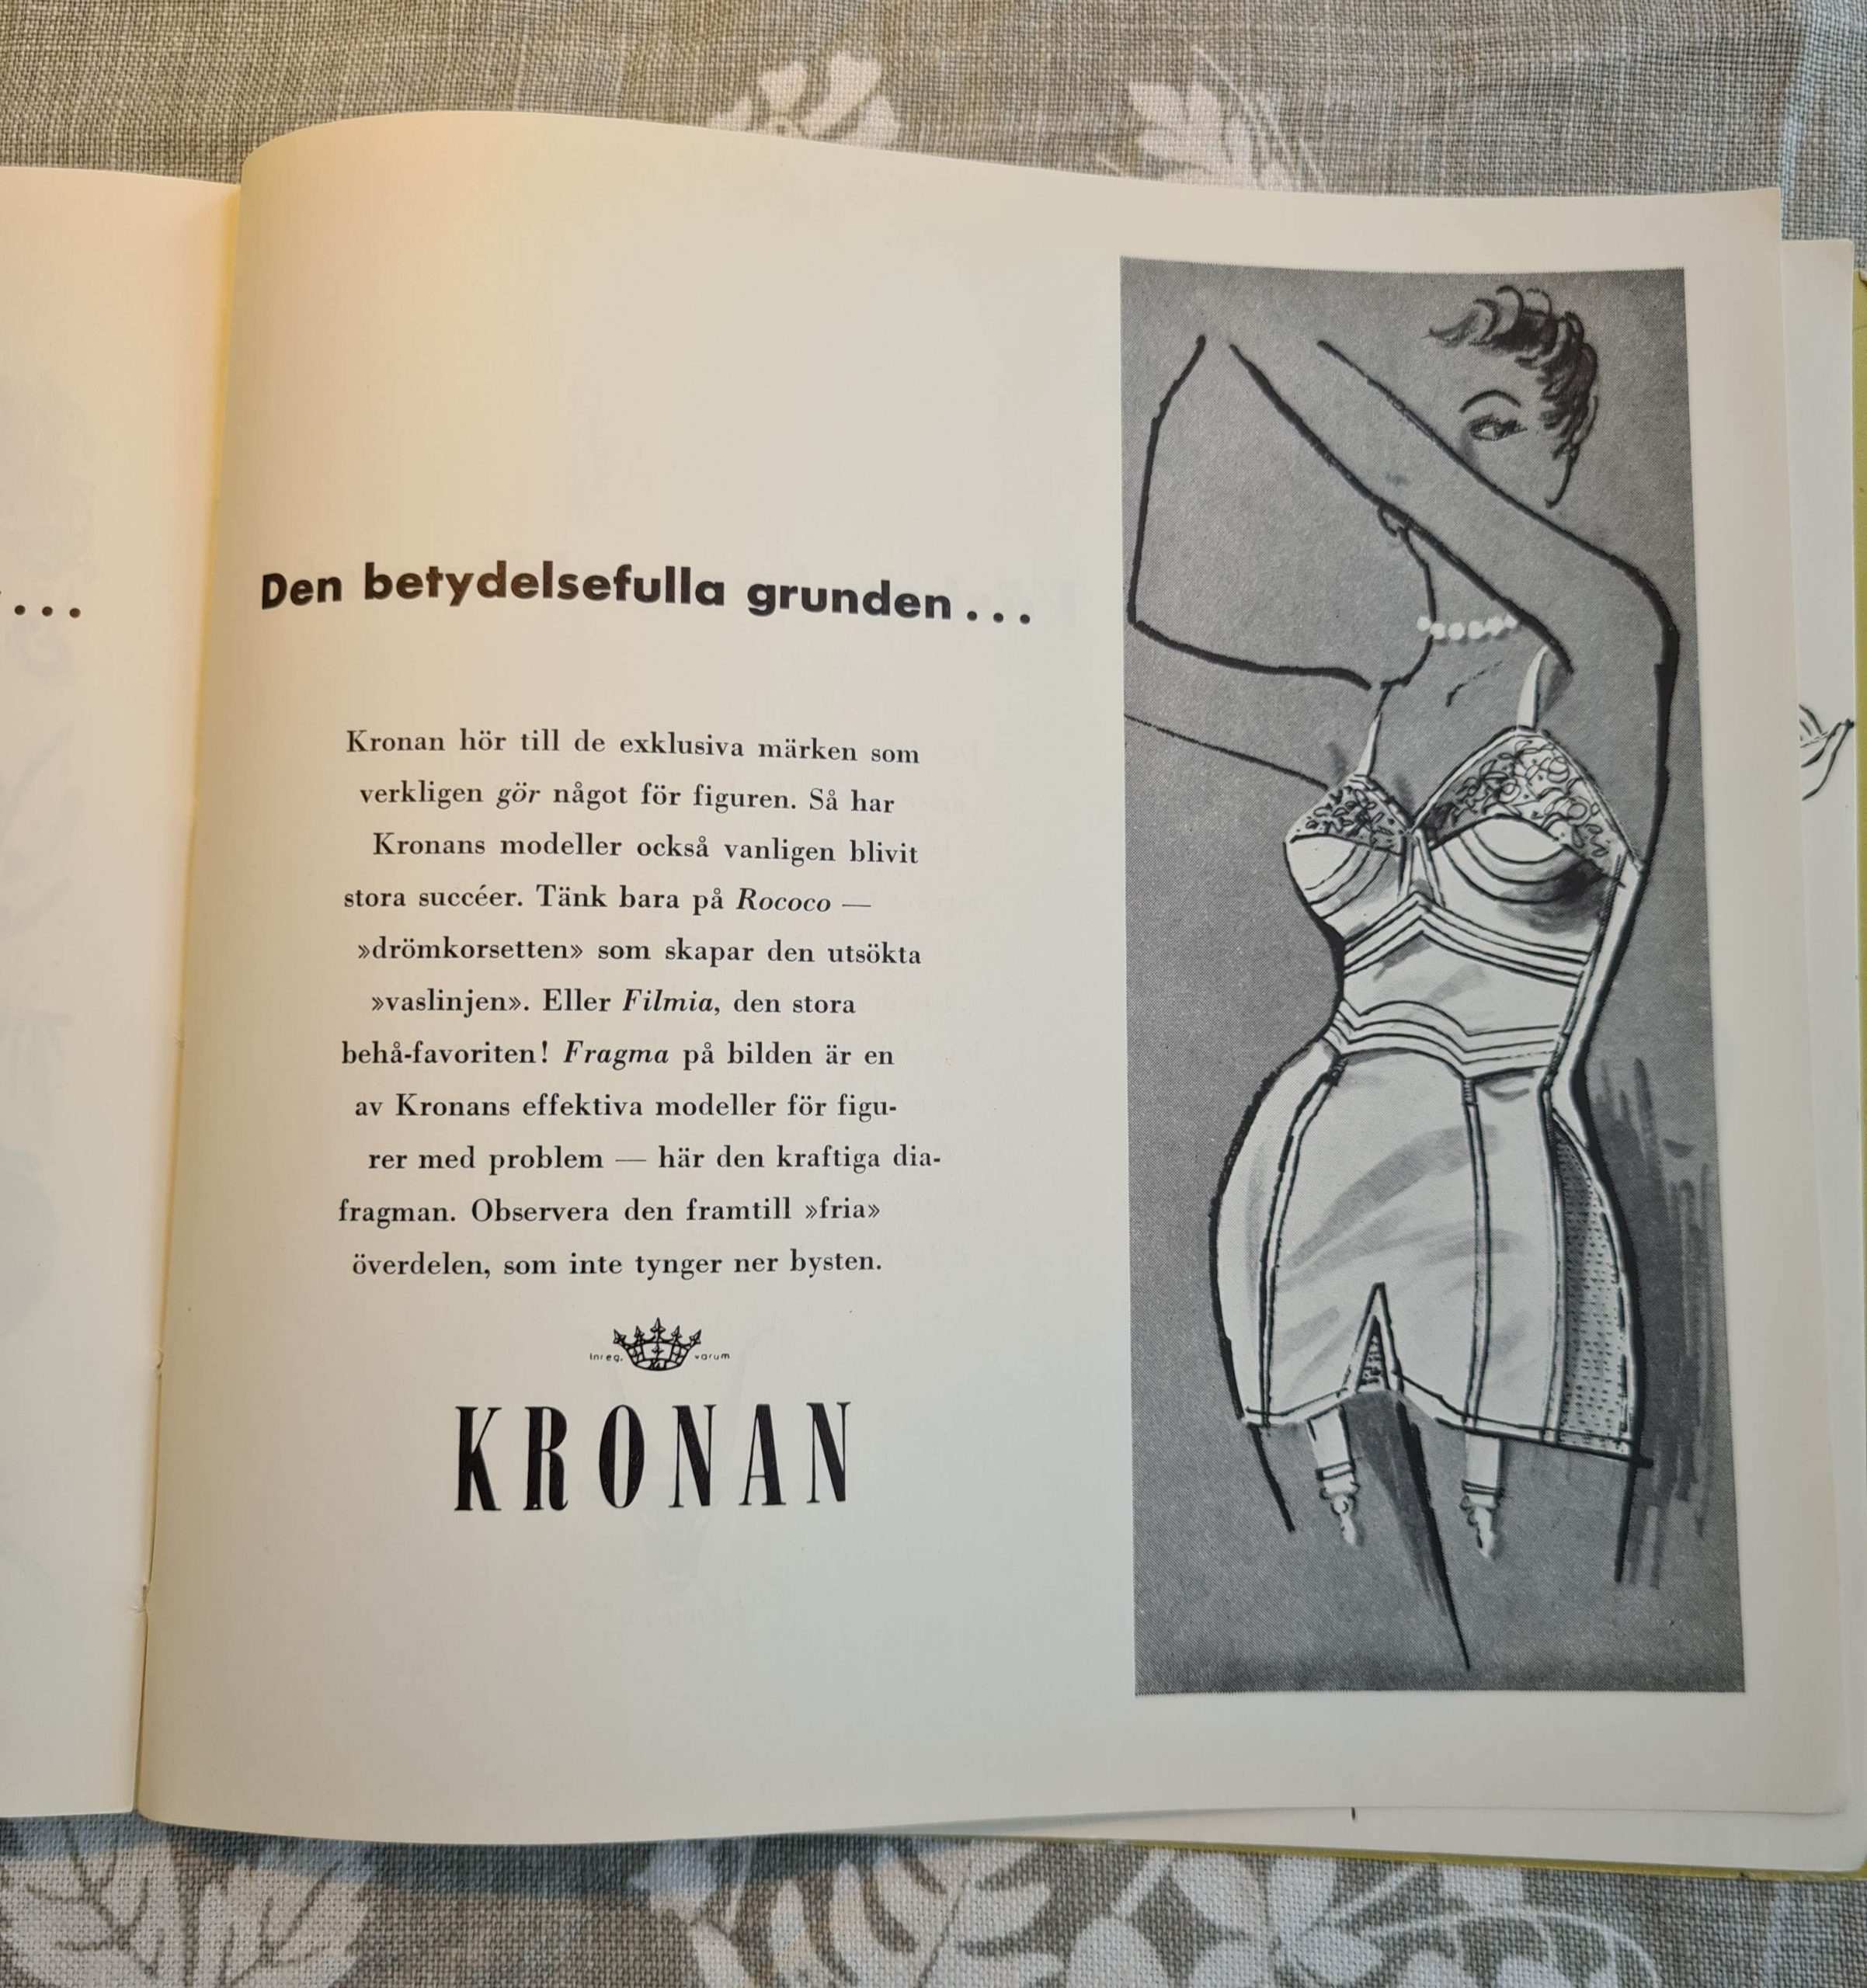 ...
Den betydelsefulla grunden...
Kronan hör till de exklusiva märken som
verkligen gör något för figuren. Så har
Kronans modeller också vanligen blivit
stora succéer. Tänk bara på Rococo —
»drömkorsetten» som skapar den utsökta
»vaslinjen». Eller Filmia, den stora
behå-favoriten! Fragma på bilden är en
av Kronans effektiva modeller för figu-
rer med problem — här den kraftiga dia-
fragman. Observera den framtill »fria»
överdelen, som inte tynger ner bysten.
Inreg. varum
KRONAN